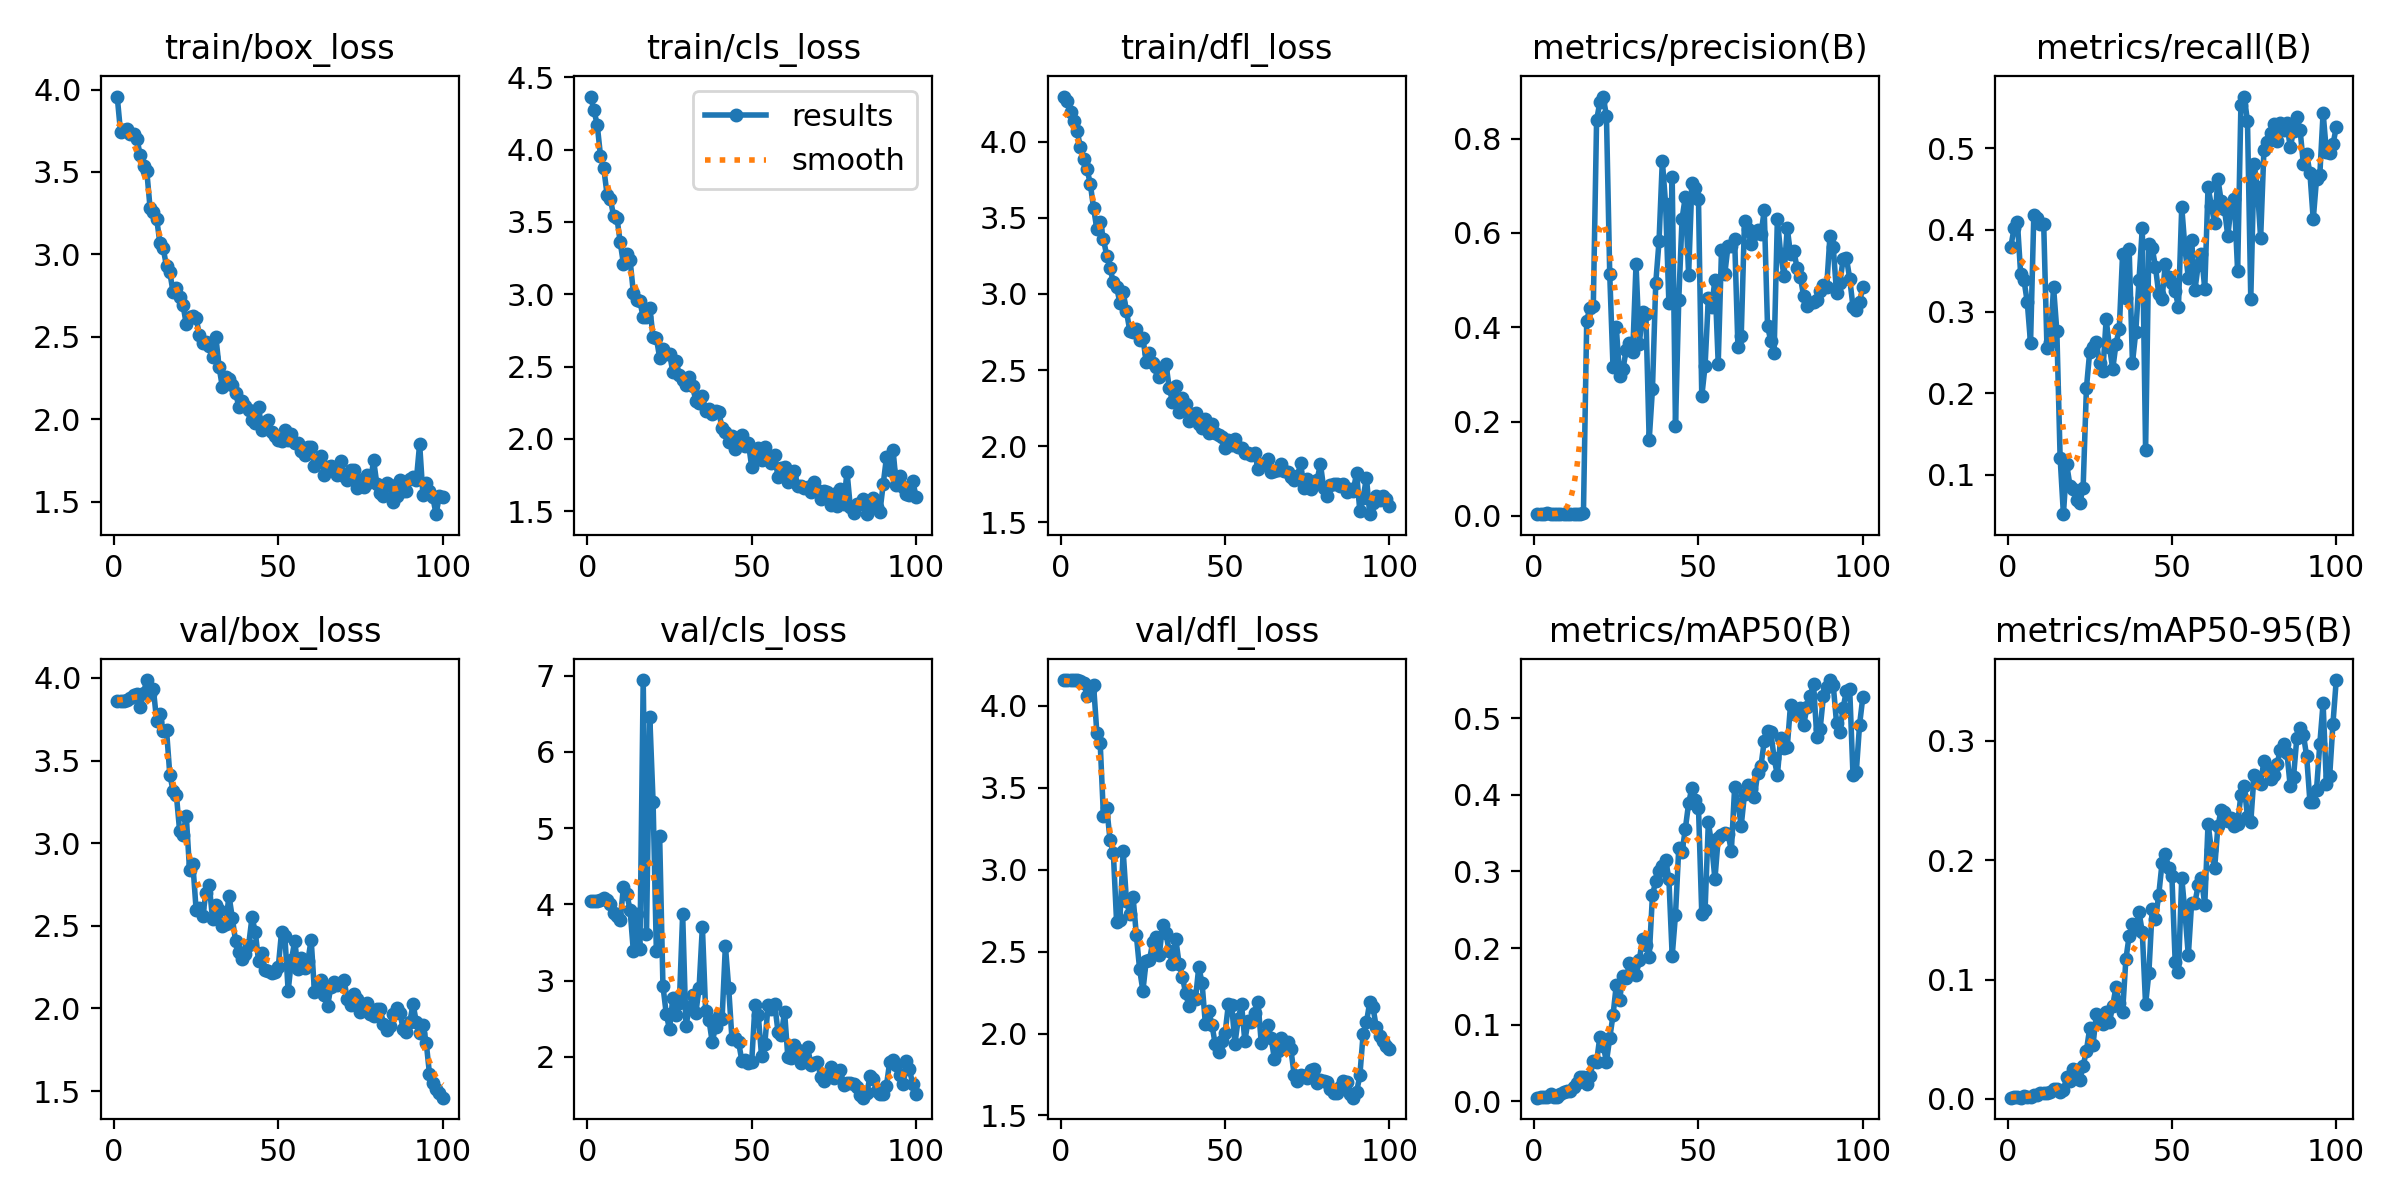 train/box_loss
train/cls_loss
train/dfl_loss
metrics/precision(B)
metrics/recall(B)
4.0
3.5
3.0
2.5
2.0
1.5
0 50 100
4.5
4.0
3.5
3.0
2.5
2.0
1.5
0 50 100
results
smooth
4.0
3.5
3.0
2.5
2.0
1.5
0 50 100
0.8
0.6
0.4
0.2
0.0
0 50 100
0.5
0.4
0.3
0.2
0.1
0 50 100
val/box_loss
val/cls_loss
val/dfl_loss
metrics/mAP50(B)
metrics/mAP50-95(B)
4.0
3.5
3.0
2.5
2.0
1.5
0 50 100
7
6
5
4
3
2
0 50 100
4.0
3.5
3.0
2.5
2.0
1.5
0 50 100
0.5
0.4
0.3
0.2
0.1
0.0
0 50 100
0.3
0.2
0.1
0.0
0 50 100